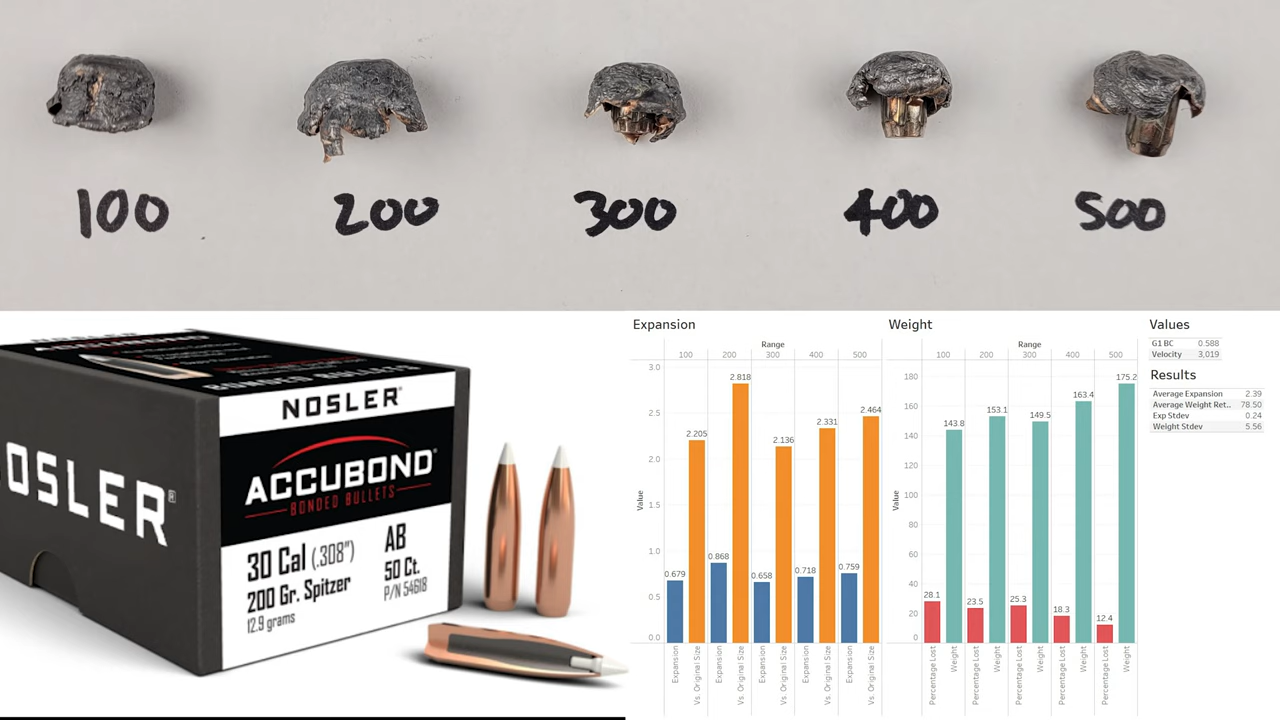 100 200 300 400 500
NOSLER
ACCUBOND
BONDED BULLETS
NOSLER®
NOSLER®
ACCUBOND®
BONDED BULLETS
30 Cal (.308”)
200 Gr. Spitzer
12.9 grams
AB
50 Ct.
P/N 54618
Expansion
Range
100 200 300 400 500
3.0
2.5
2.0
1.5
1.0
0.5
0.0
Value
0.679 2.205 0.868 2.818 0.658 2.136 0.718 2.331 0.759 2.464
Expansion Vs. Original Size Expansion Vs. Original Size Expansion Vs. Original Size Expansion Vs. Original Size Expansion Vs. Original Size
Weight
Range
100 200 300 400 500
180
160
140
120
100
80
60
40
20
0
Value
28.1 143.8 23.5 153.1 25.3 149.5 18.3 163.4 12.4 175.2
Percentage Lost Weight Percentage Lost Weight Percentage Lost Weight Percentage Lost Weight Percentage Lost Weight
Values
G1 BC 0.588
Velocity 3,019
Results
Average Expansion 2.39
Average Weight Ret.. 78.50
Exp Stdev 0.24
Weight Stdev 5.56